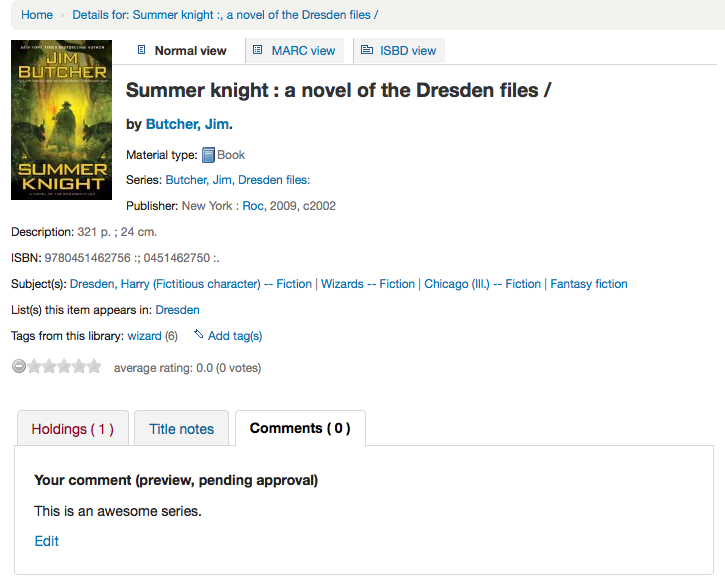 Home · Details for: Summer knight :, a novel of the Dresden files /
Normal view MARC view ISBD view
JIM
BUTCHER
SUMMER
KNIGHT
Summer knight : a novel of the Dresden files /
by Butcher, Jim.
Material type: Book
Series: Butcher, Jim, Dresden files:
Publisher: New York : Roc, 2009, c2002
Description: 321 p. ; 24 cm.
ISBN: 9780451462756 :; 0451462750 :.
Subject(s): Dresden, Harry (Fictitious character) -- Fiction | Wizards -- Fiction | Chicago (Ill.) -- Fiction | Fantasy fiction
List(s) this item appears in: Dresden
Tags from this library: wizard (6) Add tag(s)
average rating: 0.0 (0 votes)
Holdings ( 1 ) Title notes Comments ( 0 )
Your comment (preview, pending approval)
This is an awesome series.
Edit